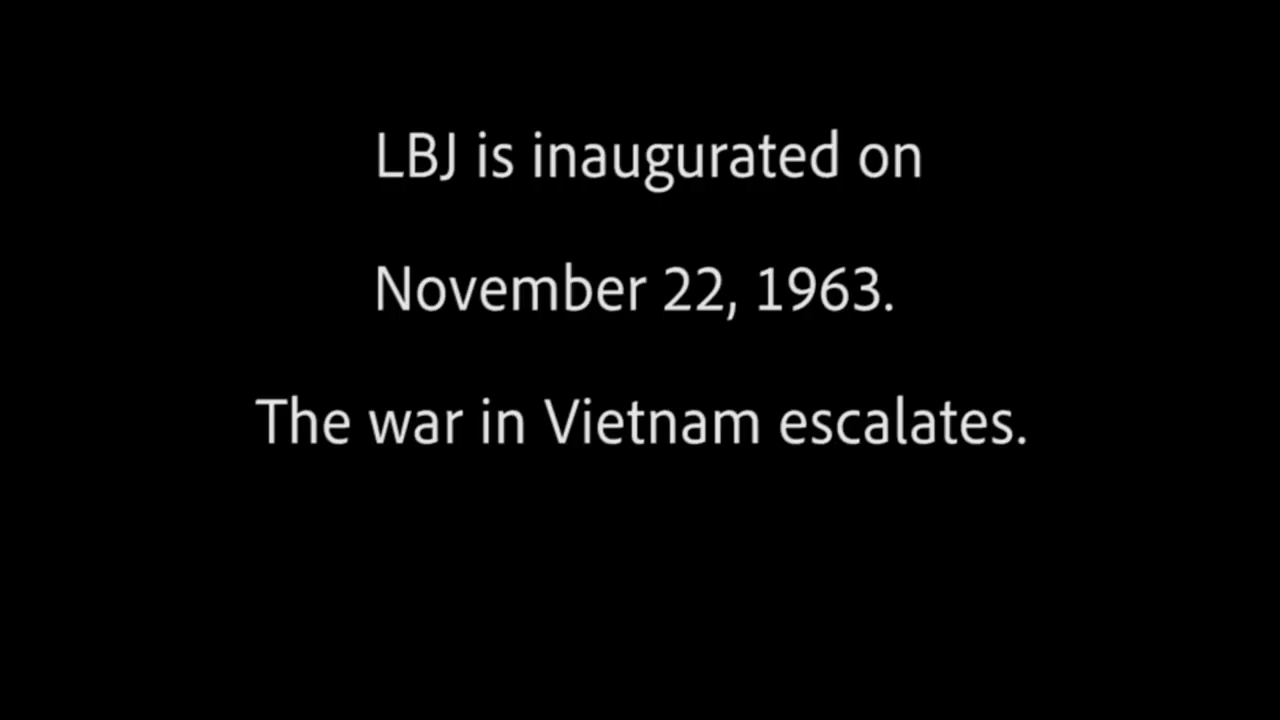 LBJ is inaugurated on
November 22, 1963.
The war in Vietnam escalates.